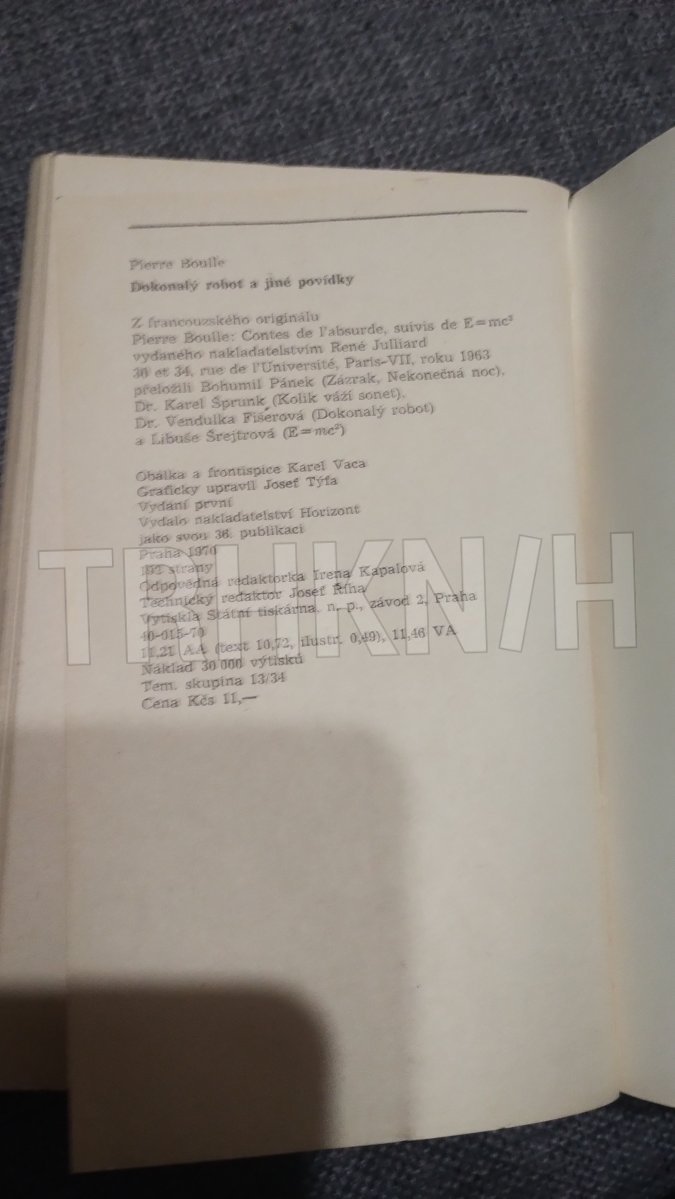 Pierre Boulle
Dokonalý robot a jiné povídky
Z francouzského originálu
Pierre Boulle: Contes de l'absurde, suivis de E=mc²
vydaného nakladatelstvím René Julliard
30 et 34, rue de l'Université, Paris-VII, roku 1963
přeložili Bohumil Pánek (Zázrak, Nekonečná noc),
Dr. Karel Šprunk (Kolik váží sonet),
Dr. Vendulka Fišerová (Dokonalý robot)
a Libuše Šrejtrová (E=mc²)
Obálka a frontispice Karel Vaca
Graficky upravil Josef Týfa
Vydání první
Vydalo nakladatelství Horizont
jako svou 36. publikaci
Praha 1970
192 strany
Odpovědná redaktorka Irena Kapalová
Technický redaktor Josef Říha
Vytiskla Státní tiskárna, n. p., závod 2, Praha
40-015-70
11,21 AA (text 10,72, ilustr. 0,49), 11,46 VA
Náklad 30 000 výtisků
Tem. skupina 13/34
Cena Kčs 11,—
TRHKN/H